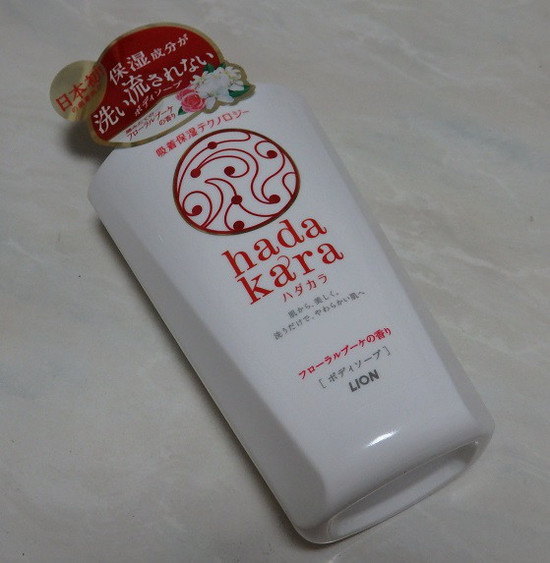 日本初
保湿成分が
洗い流されない
ボディソープ
フローラルブーケ
の香り
吸着保湿テクノロジー
hada
kara
ハダカラ
肌から、美しく。
洗うだけで、やわらかい肌へ
フローラルブーケの香り
[ボディソープ]
LION